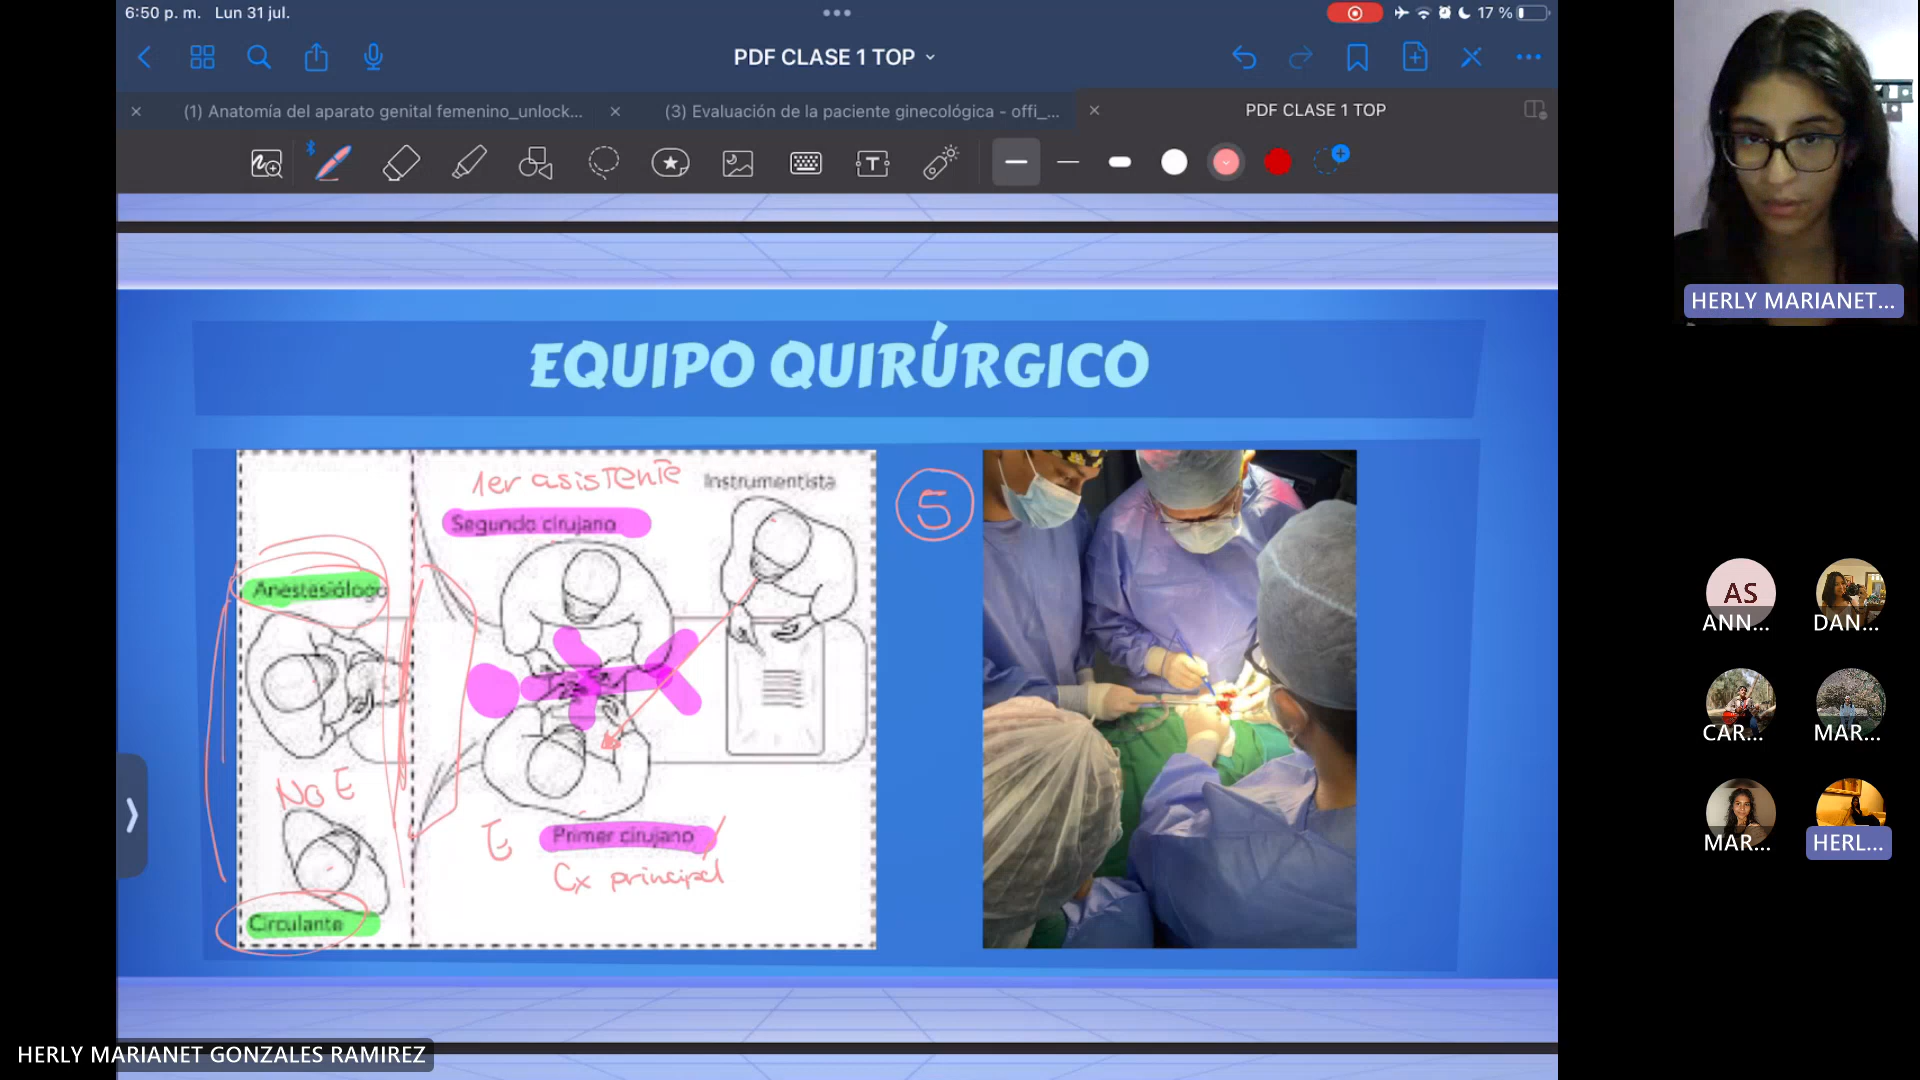 6:50 p. m. Lun 31 jul.
17 %
PDF CLASE 1 TOP
(1) Anatomía del aparato genital femenino_unlock...
(3) Evaluación de la paciente ginecológica - offi_...
PDF CLASE 1 TOP
T
HERLY MARIANET...
EQUIPO QUIRÚRGICO
1er asistente
Instrumentista
Segundo cirujano
5
Anestesiólogo
No E
E
Primer cirujano
Cx principal
Circulante
AS
ANN...
DAN...
CAR...
MAR...
MAR...
HERL...
HERLY MARIANET GONZALES RAMIREZ